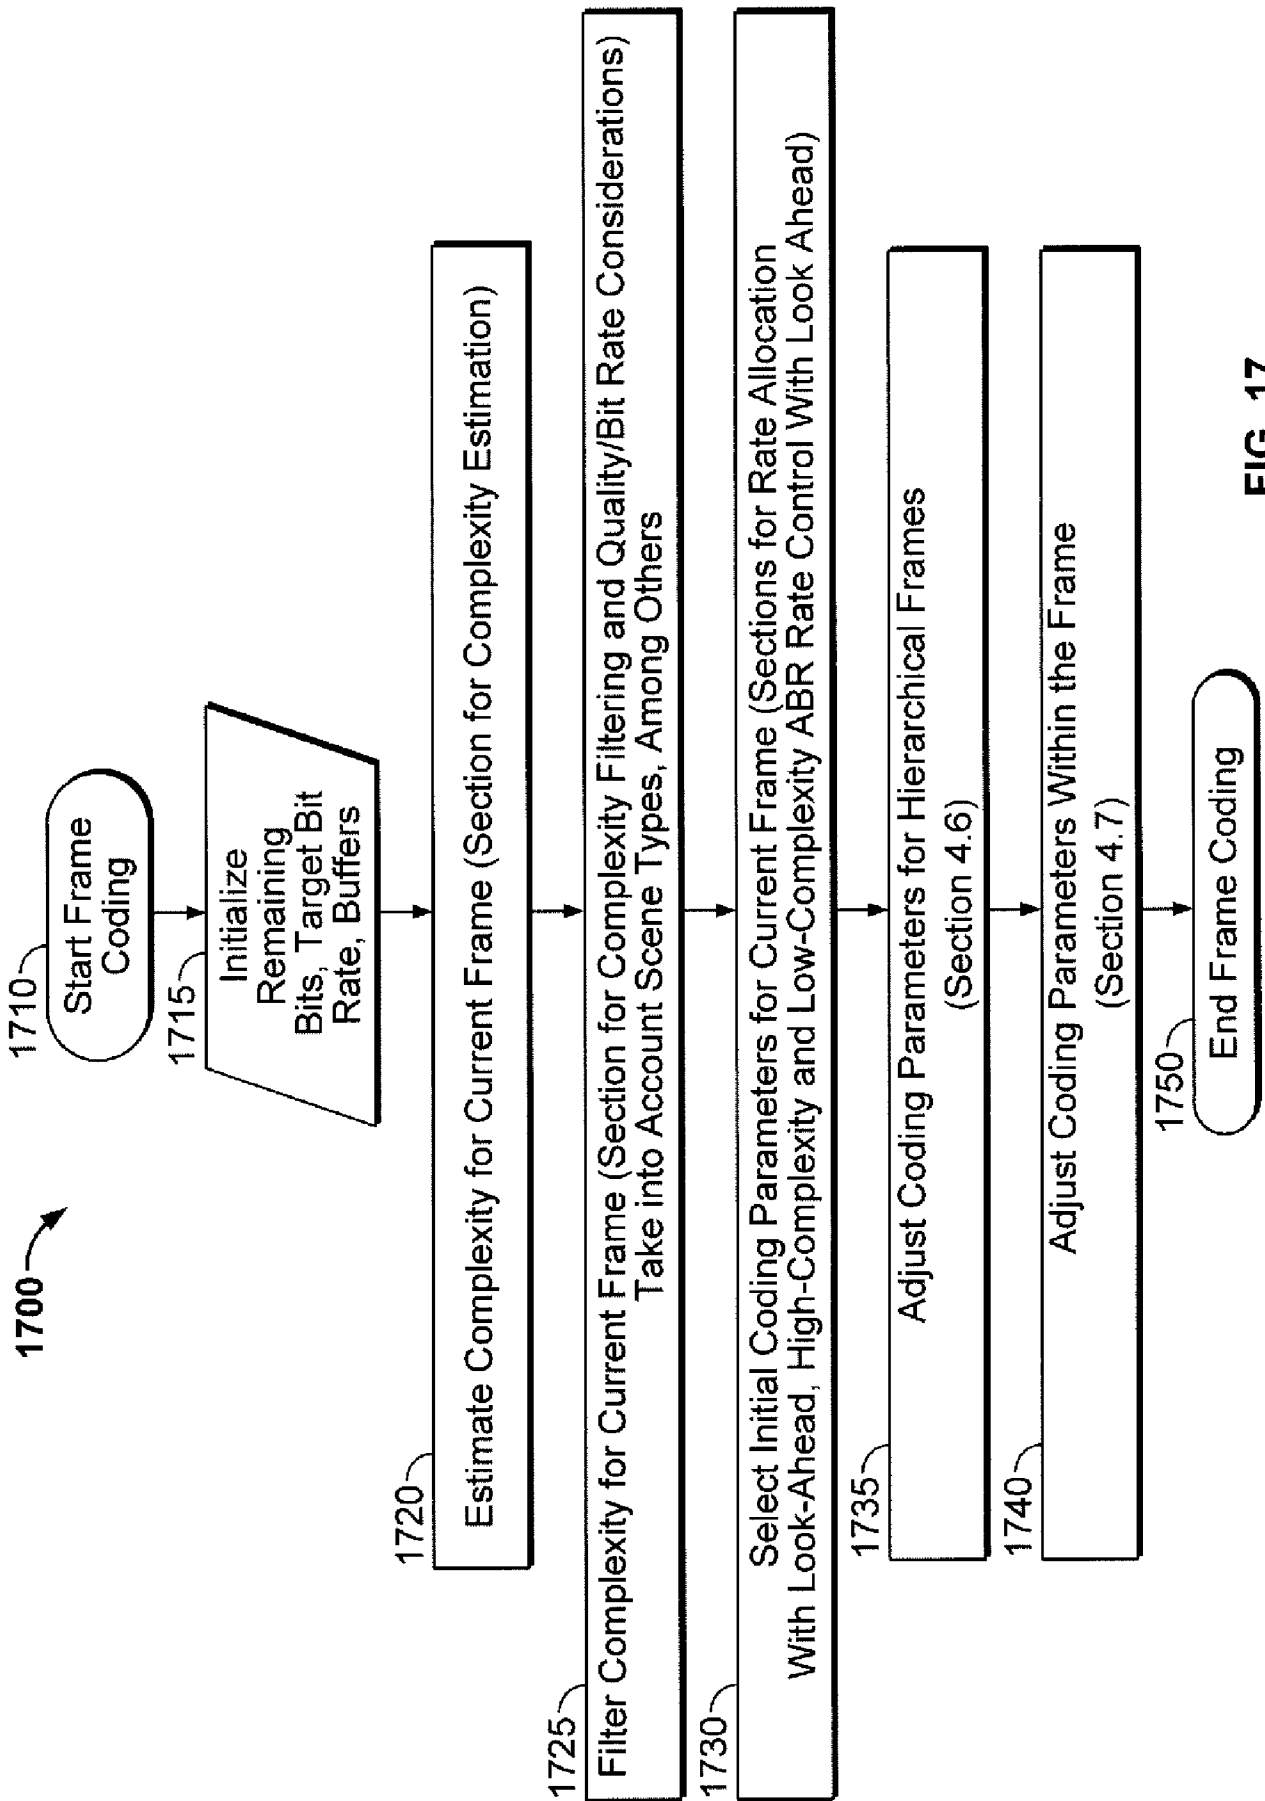 1700
1710
Start Frame
Coding
1715
Initialize
Remaining
Bits, Target Bit
Rate, Buffers
1720
Estimate Complexity for Current Frame (Section for Complexity Estimation)
1725
Filter Complexity for Current Frame (Section for Complexity Filtering and Quality/Bit Rate Considerations)
Take into Account Scene Types, Among Others
1730
Select Initial Coding Parameters for Current Frame (Sections for Rate Allocation
With Look-Ahead, High-Complexity and Low-Complexity ABR Rate Control With Look Ahead)
1735
Adjust Coding Parameters for Hierarchical Frames
(Section 4.6)
1740
Adjust Coding Parameters Within the Frame
(Section 4.7)
1750
End Frame Coding
FIG. 17